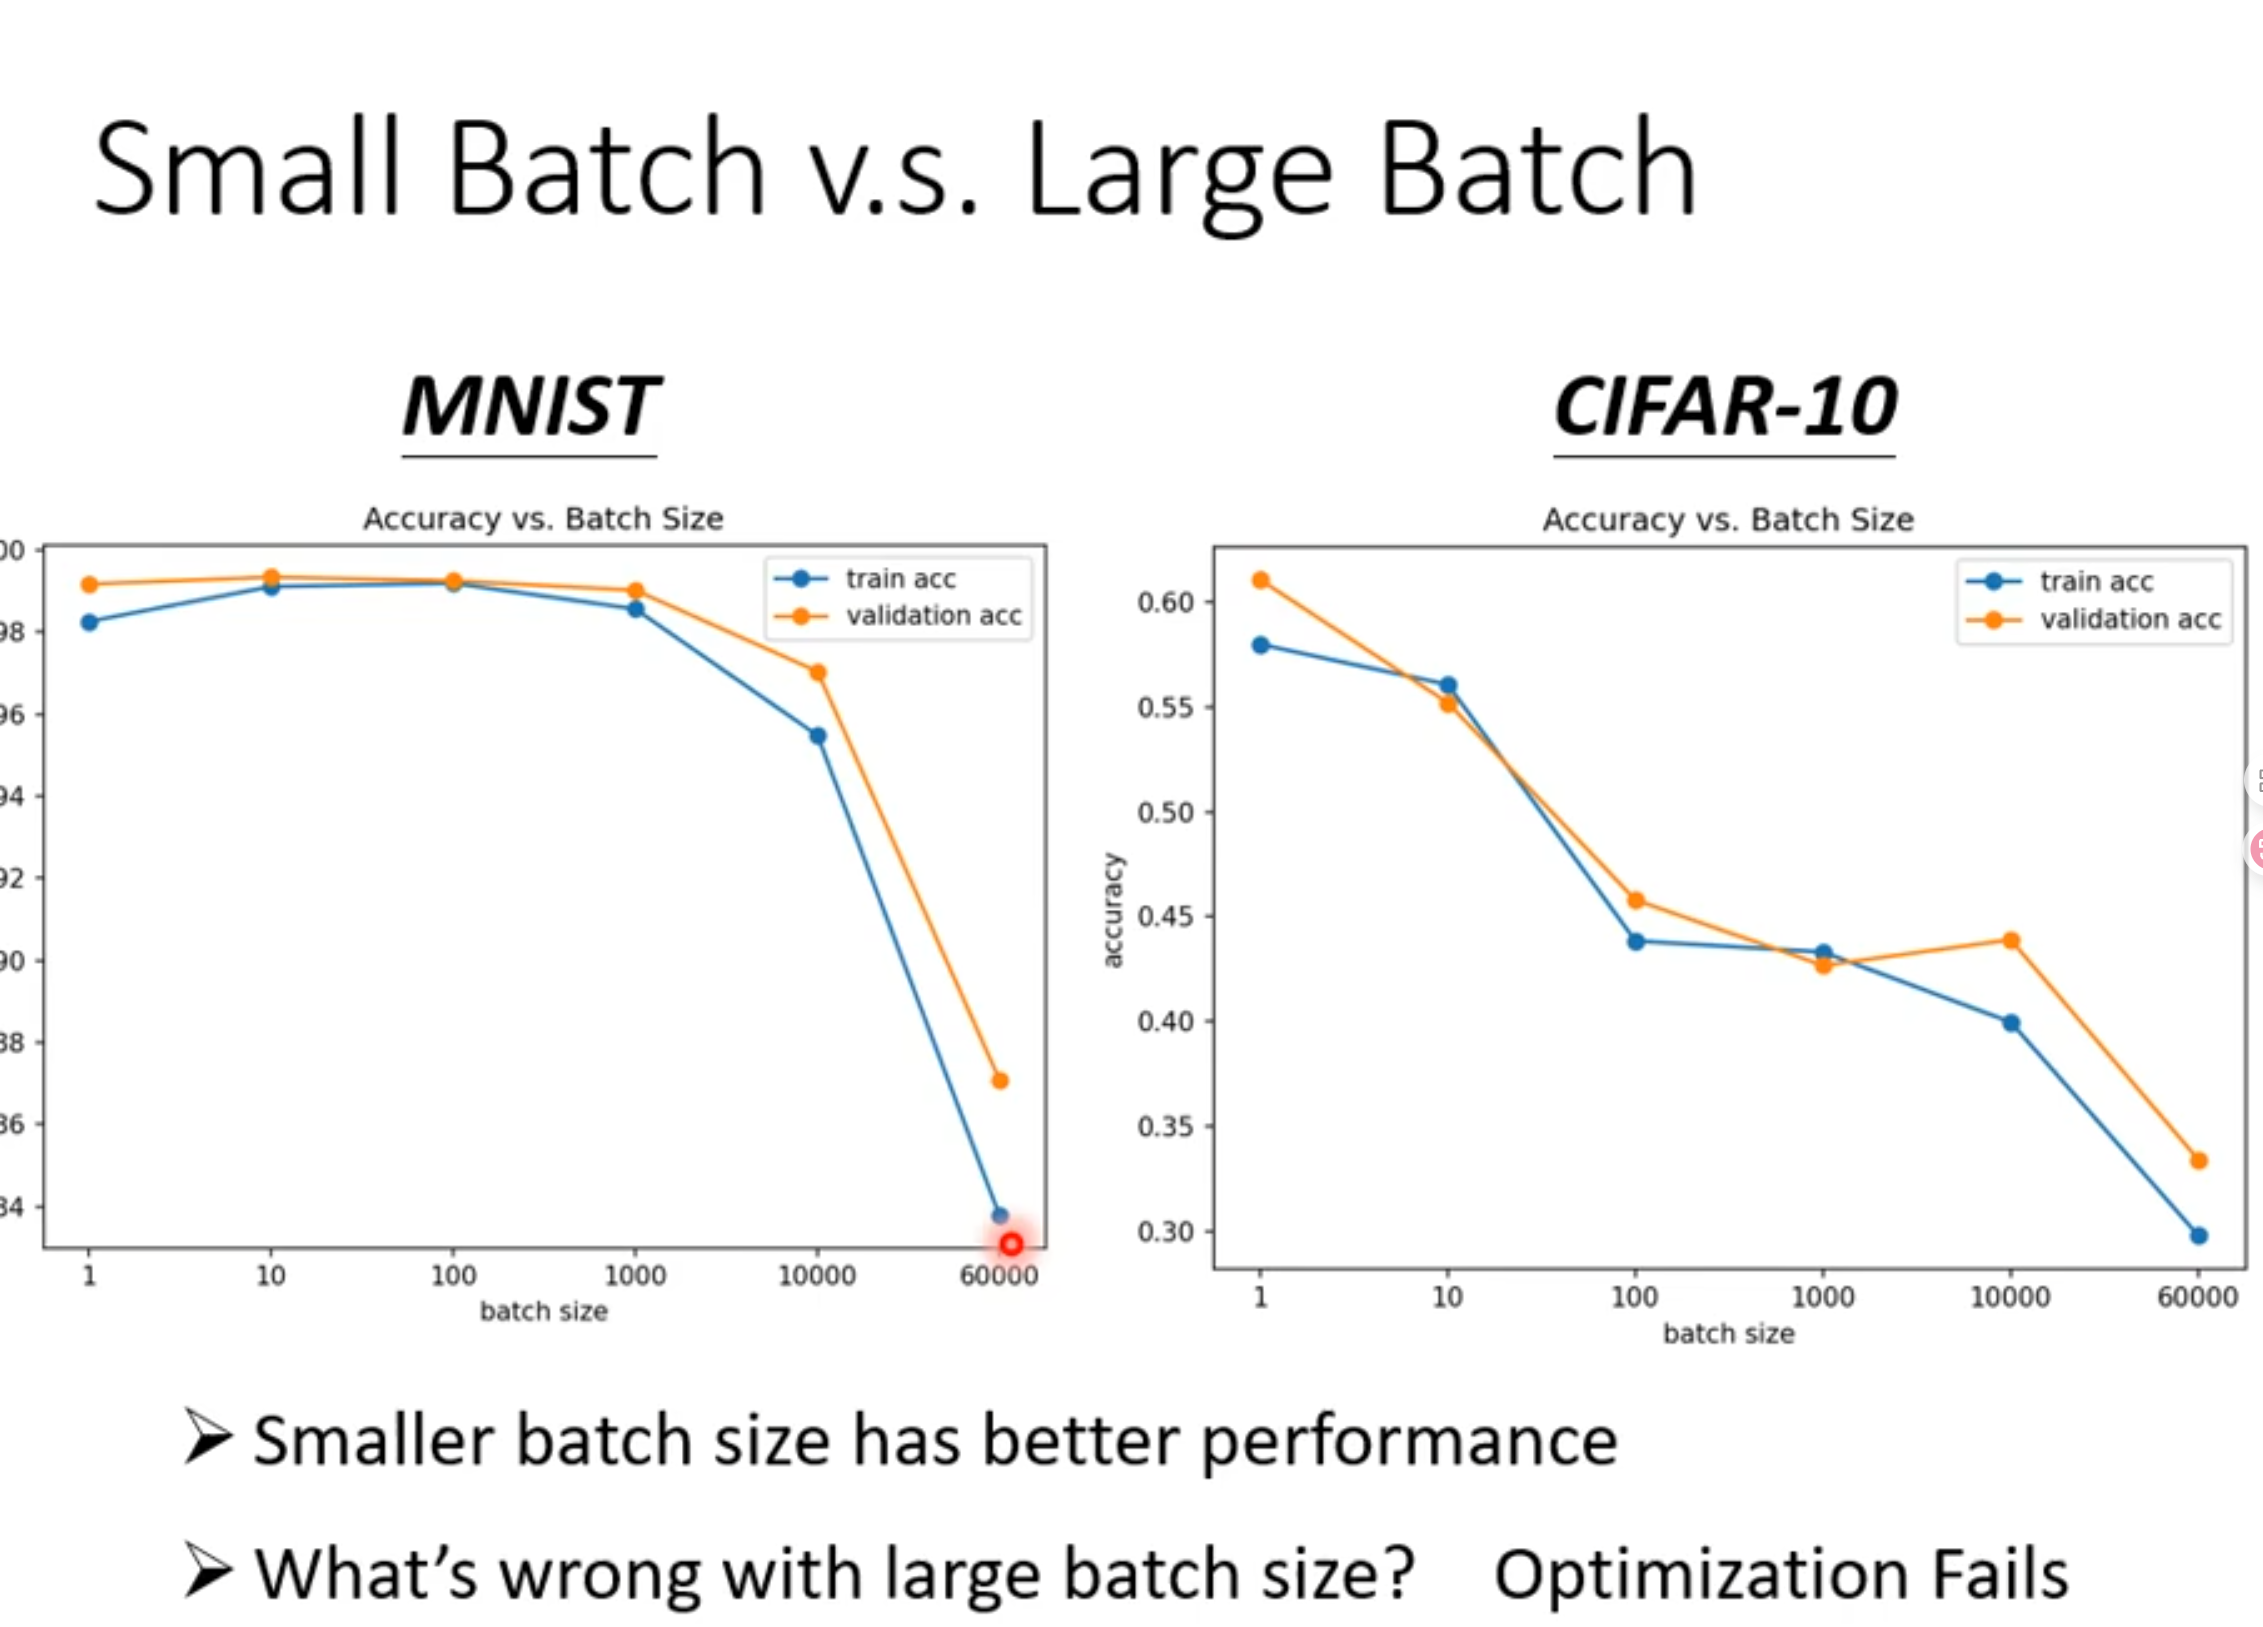 Small Batch v.s. Large Batch
MNIST
Accuracy vs. Batch Size
train acc
validation acc
00
98
96
94
92
90
88
86
84
1 10 100 1000 10000 60000
batch size
CIFAR-10
Accuracy vs. Batch Size
train acc
validation acc
accuracy
0.60
0.55
0.50
0.45
0.40
0.35
0.30
1 10 100 1000 10000 60000
batch size
➢ Smaller batch size has better performance
➢ What's wrong with large batch size? Optimization Fails